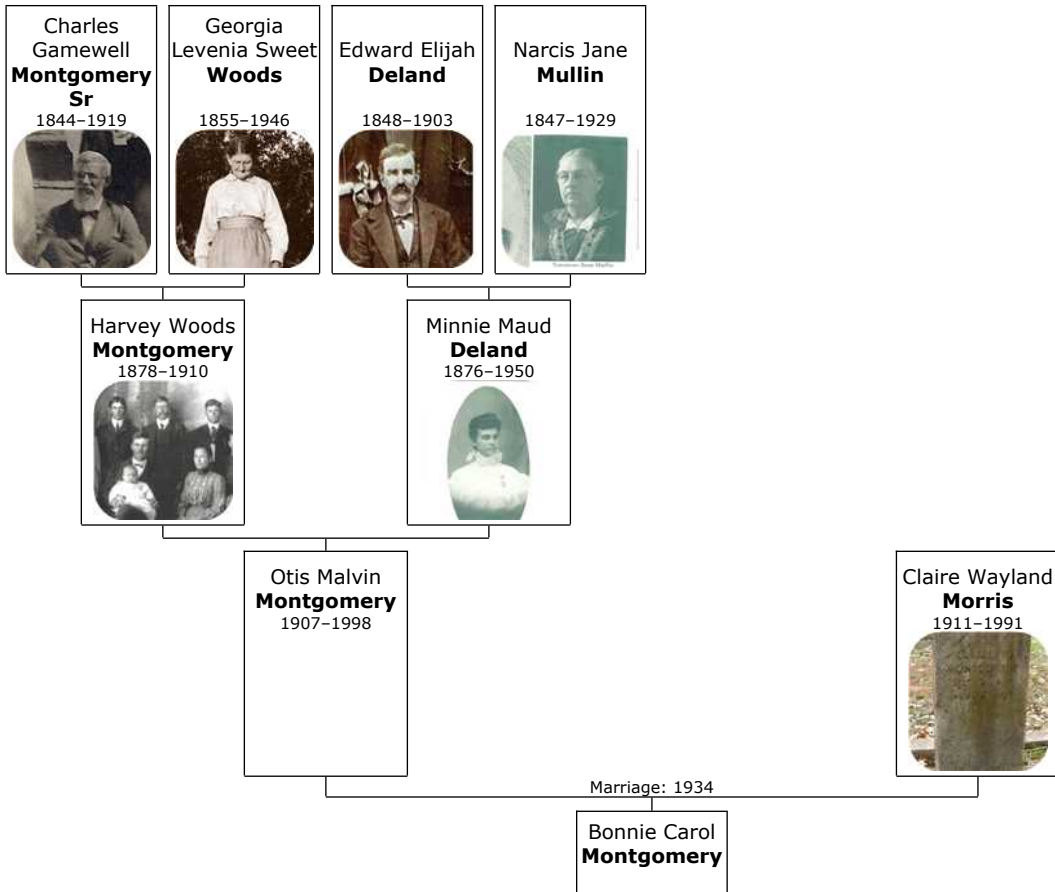 Charles
Gamewell
Montgomery
Sr
1844–1919
Georgia
Levenia Sweet
Woods
1855–1946
Edward Elijah
Deland
1848–1903
Narcis Jane
Mullin
1847–1929
Harvey Woods
Montgomery
1878–1910
Minnie Maud
Deland
1876–1950
Otis Malvin
Montgomery
1907–1998
Claire Wayland
Morris
1911–1991
Marriage: 1934
Bonnie Carol
Montgomery